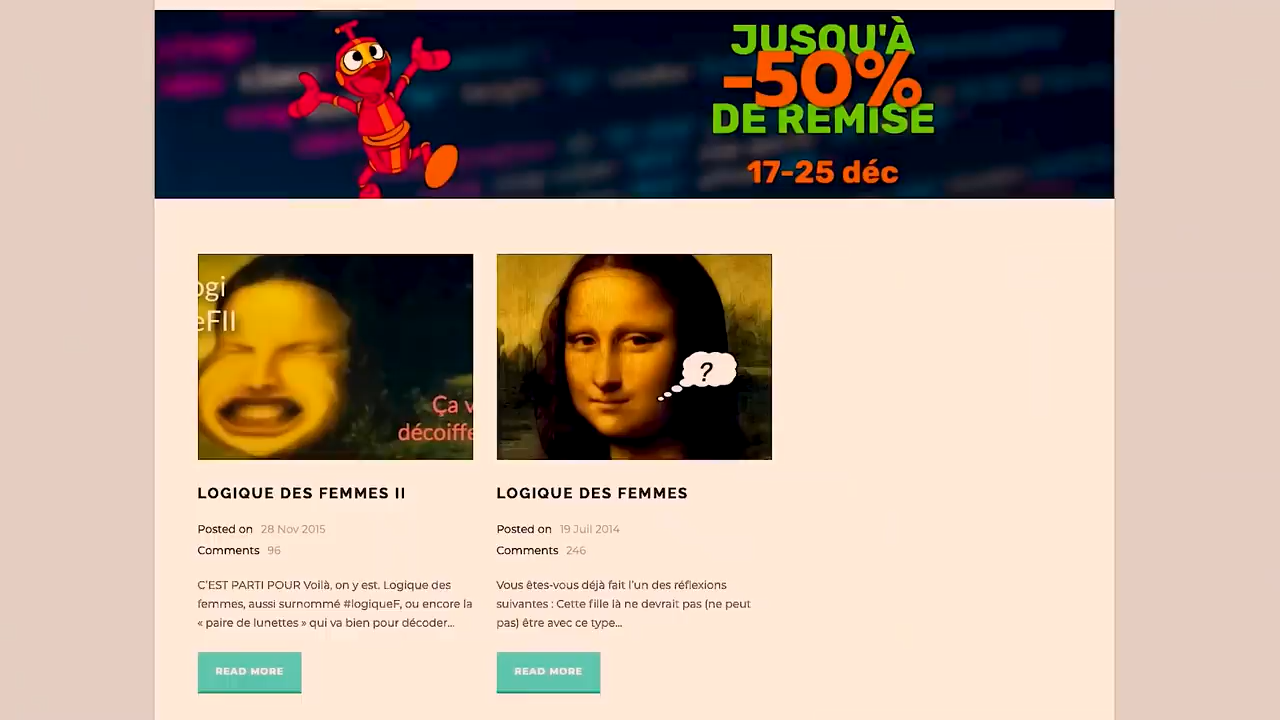 JUSQU'À
-50%
DE REMISE
17-25 déc
ogi
eFII
Ça v
décoiffe
?
LOGIQUE DES FEMMES II
Posted on 28 Nov 2015
Comments 96
C'EST PARTI POUR Voilà, on y est. Logique des
femmes, aussi surnommé #logiqueF, ou encore la
« paire de lunettes » qui va bien pour décoder...
READ MORE
LOGIQUE DES FEMMES
Posted on 19 Juil 2014
Comments 246
Vous êtes-vous déjà fait l'un des réflexions
suivantes : Cette fille là ne devrait pas (ne peut
pas) être avec ce type...
READ MORE